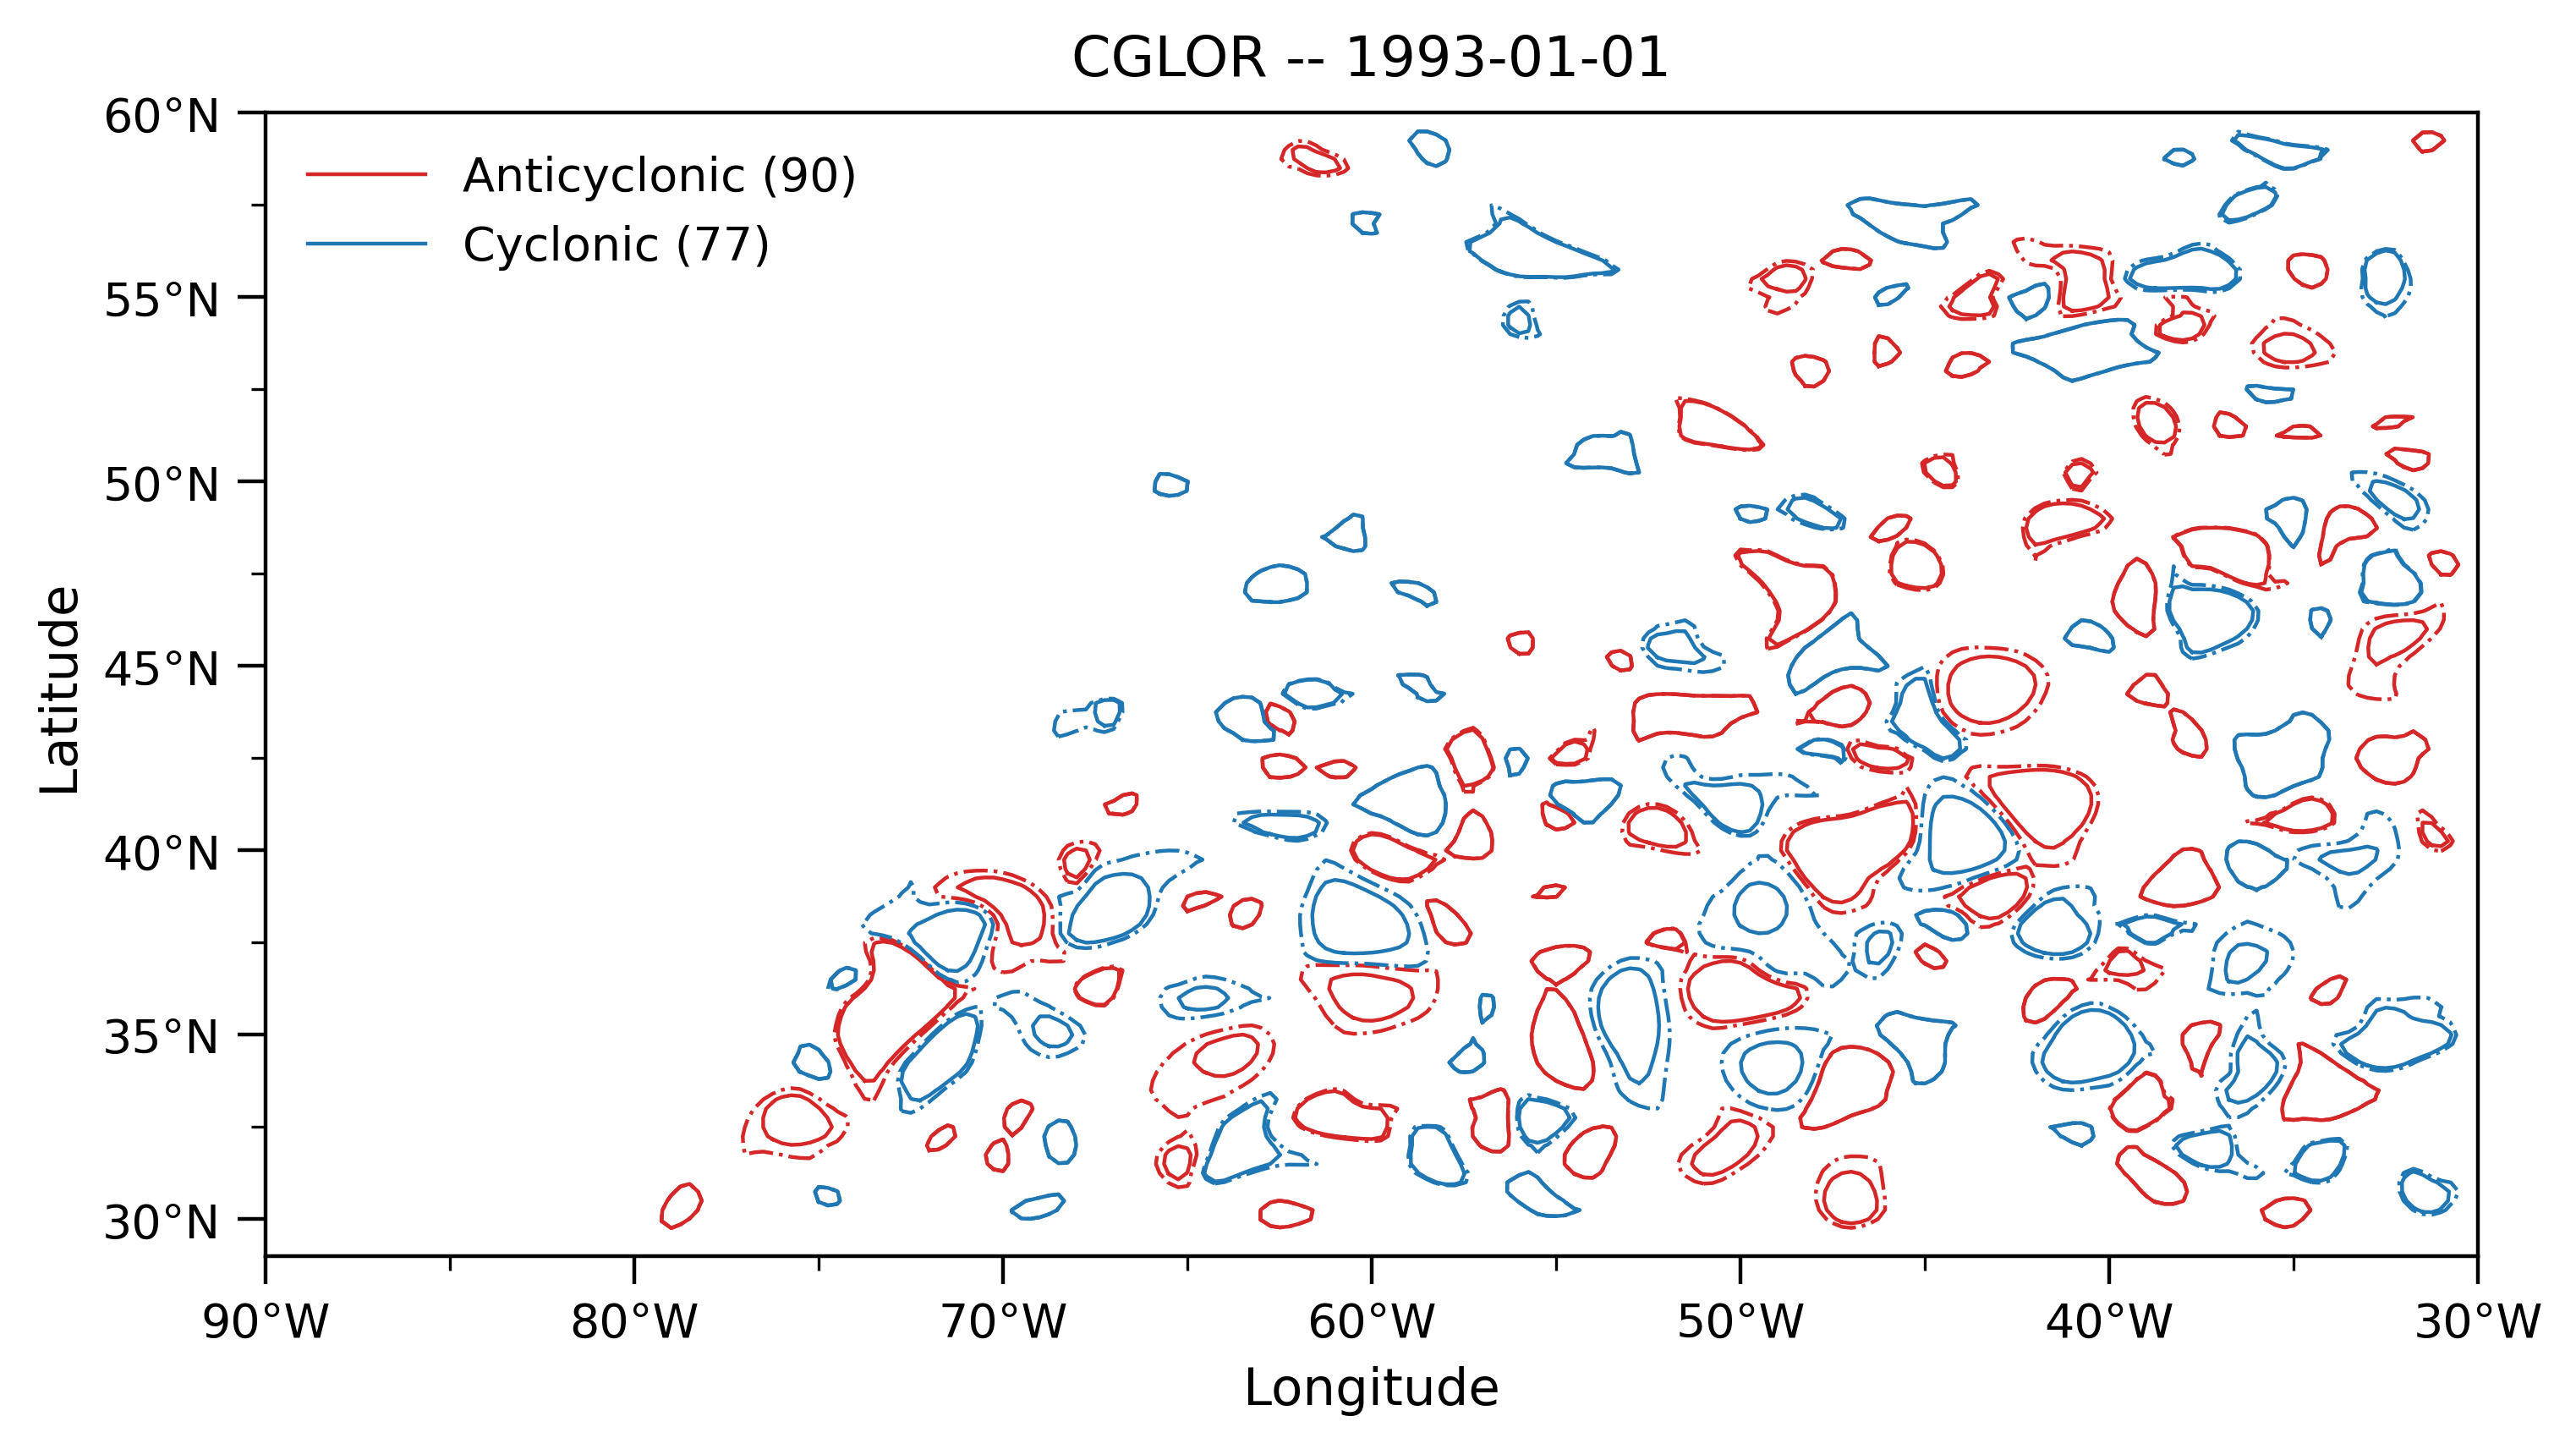 CGLOR -- 1993-01-01
Anticyclonic (90)
Cyclonic (77)
60°N
55°N
50°N
45°N
40°N
35°N
30°N
Latitude
90°W 80°W 70°W 60°W 50°W 40°W 30°W
Longitude